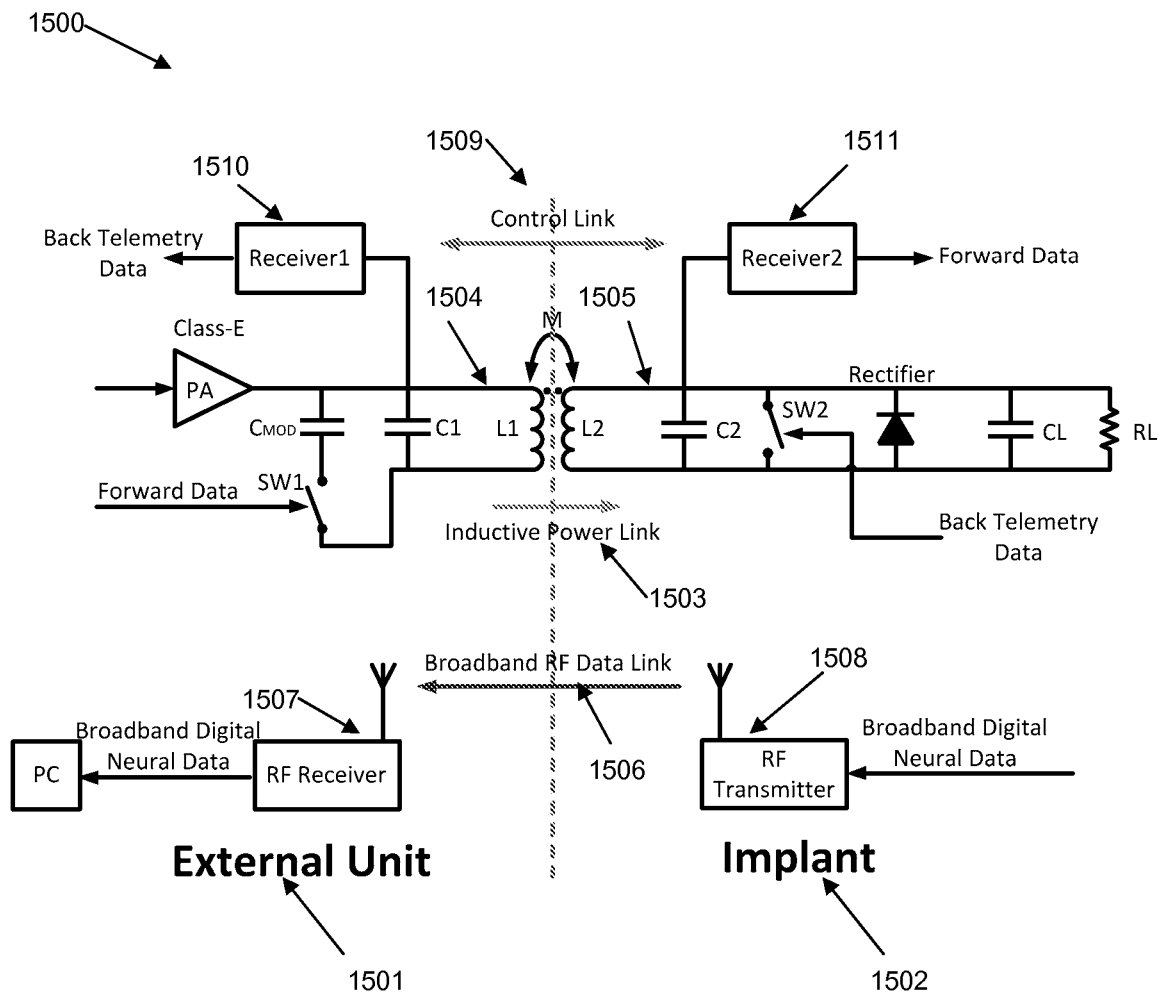 1500
1509
1510
1511
Control Link
Back Telemetry
Data
Receiver1
Receiver2
Forward Data
1504
1505
M
Class-E
PA
Rectifier
CMOD
C1
L1
L2
C2
SW2
CL
RL
SW1
Forward Data
Inductive Power Link
Back Telemetry
Data
1503
Broadband RF Data Link
1508
1507
Broadband Digital
Neural Data
Broadband Digital
Neural Data
PC
RF Receiver
1506
RF
Transmitter
External Unit
Implant
1501
1502